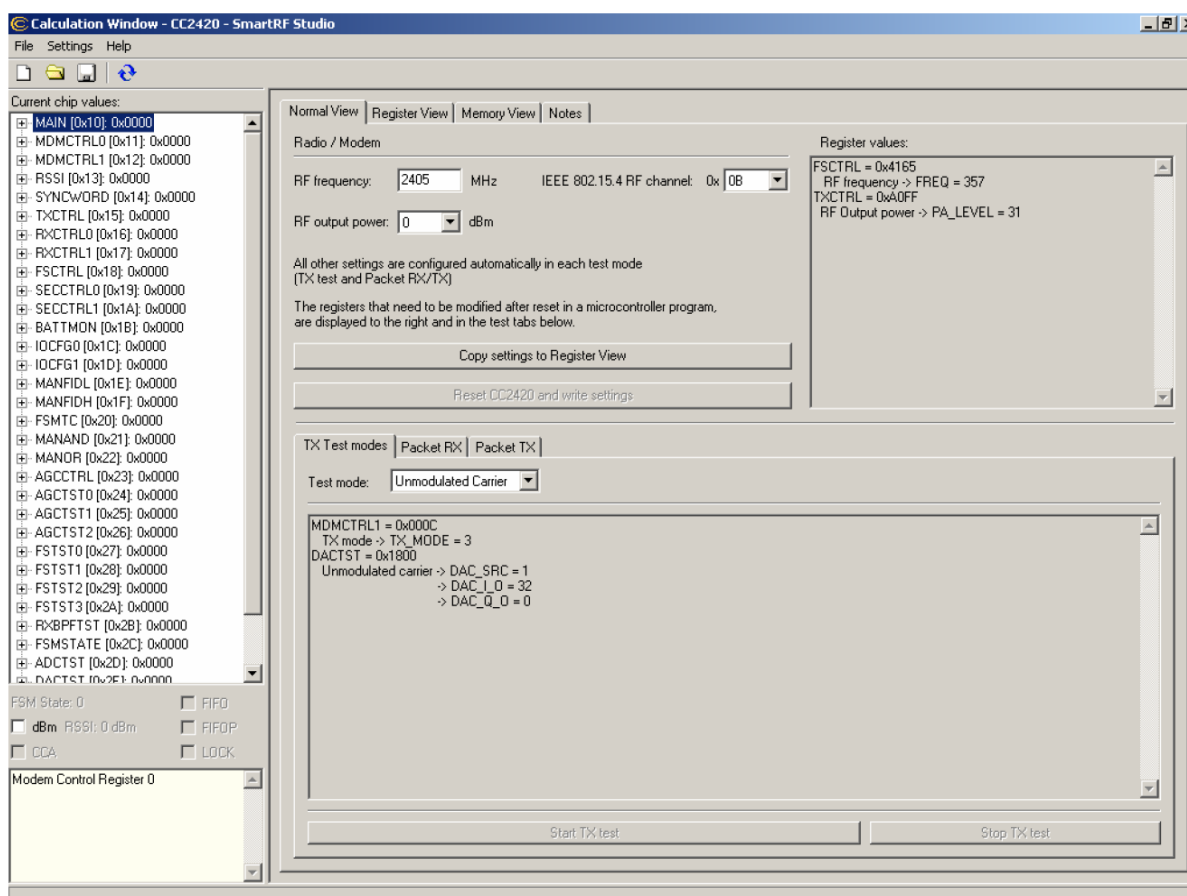 Calculation Window - CC2420 - SmartRF Studio
File Settings Help
Current chip values:
MAIN [0x10]: 0x0000
MDMCTRL0 [0x11]: 0x0000
MDMCTRL1 [0x12]: 0x0000
RSSI [0x13]: 0x0000
SYNCWORD [0x14]: 0x0000
TXCTRL [0x15]: 0x0000
RXCTRL0 [0x16]: 0x0000
RXCTRL1 [0x17]: 0x0000
FSCTRL [0x18]: 0x0000
SECCTRL0 [0x19]: 0x0000
SECCTRL1 [0x1A]: 0x0000
BATTMON [0x1B]: 0x0000
IOCFG0 [0x1C]: 0x0000
IOCFG1 [0x1D]: 0x0000
MANFIDL [0x1E]: 0x0000
MANFIDH [0x1F]: 0x0000
FSMTC [0x20]: 0x0000
MANAND [0x21]: 0x0000
MANOR [0x22]: 0x0000
AGCCTRL [0x23]: 0x0000
AGCTST0 [0x24]: 0x0000
AGCTST1 [0x25]: 0x0000
AGCTST2 [0x26]: 0x0000
FSTST0 [0x27]: 0x0000
FSTST1 [0x28]: 0x0000
FSTST2 [0x29]: 0x0000
FSTST3 [0x2A]: 0x0000
RXBPFTST [0x2B]: 0x0000
FSMSTATE [0x2C]: 0x0000
ADCTST [0x2D]: 0x0000
DACTST [0x2E]: 0x0000
FSM State: 0 FIFO
dBm RSSI: 0 dBm FIFOP
CCA LOCK
Modem Control Register 0
Normal View Register View Memory View Notes
Radio / Modem
RF frequency: 2405 MHz IEEE 802.15.4 RF channel: 0x 0B
RF output power: 0 dBm
All other settings are configured automatically in each test mode
(TX test and Packet RX/TX)
The registers that need to be modified after reset in a microcontroller program,
are displayed to the right and in the test tabs below.
Copy settings to Register View
Reset CC2420 and write settings
Register values:
FSCTRL = 0x4165
RF frequency -> FREQ = 357
TXCTRL = 0xA0FF
RF Output power -> PA_LEVEL = 31
TX Test modes Packet RX Packet TX
Test mode: Unmodulated Carrier
MDMCTRL1 = 0x000C
TX mode -> TX_MODE = 3
DACTST = 0x1800
Unmodulated carrier -> DAC_SRC = 1
-> DAC_I_O = 32
-> DAC_Q_O = 0
Start TX test Stop TX test